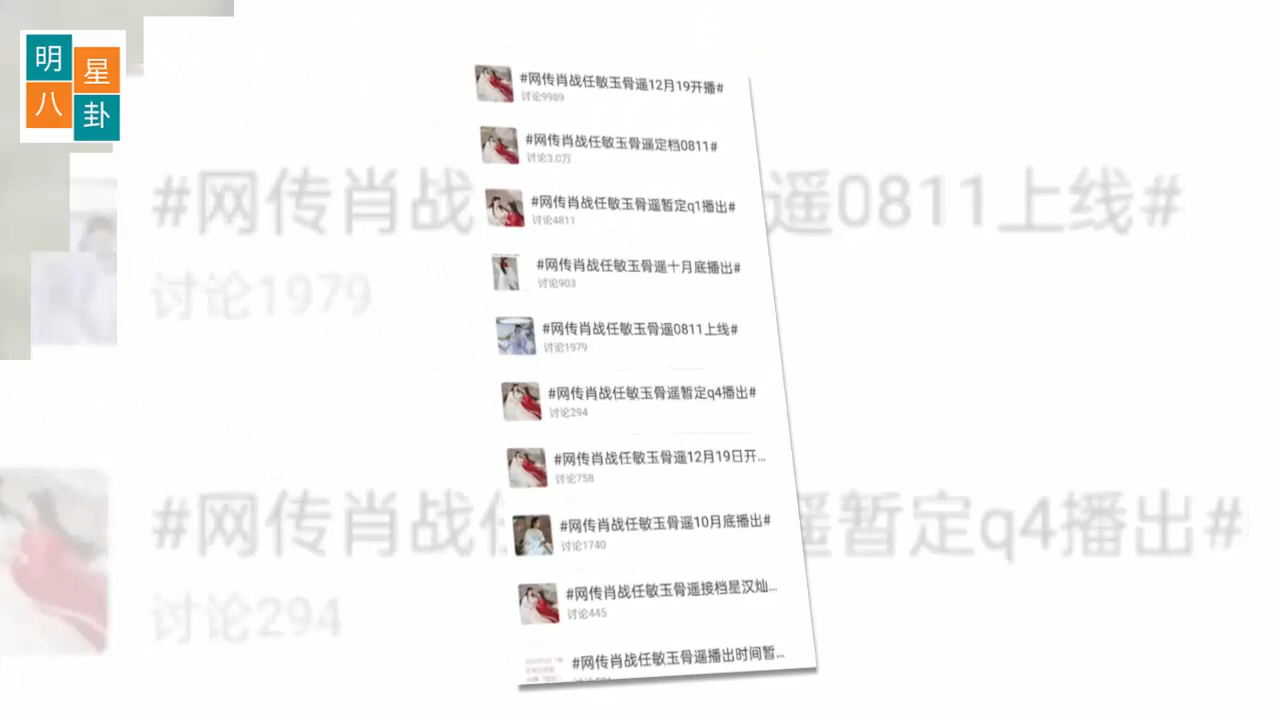 明星
八卦
#网传肖战任敏玉骨遥12月19开播#
讨论9989
#网传肖战任敏玉骨遥定档0811#
讨论3.0万
#网传肖战任敏玉骨遥暂定q1播出#
讨论4811
#网传肖战任敏玉骨遥十月底播出#
讨论903
#网传肖战任敏玉骨遥0811上线#
讨论1979
#网传肖战任敏玉骨遥暂定q4播出#
讨论294
#网传肖战任敏玉骨遥12月19日开...
讨论758
#网传肖战任敏玉骨遥10月底播出#
讨论1740
#网传肖战任敏玉骨遥接档星汉灿...
讨论445
#网传肖战任敏玉骨遥播出时间暂...
#网传肖战
遥0811上线#
讨论1979
#网传肖战
遥暂定q4播出#
讨论294